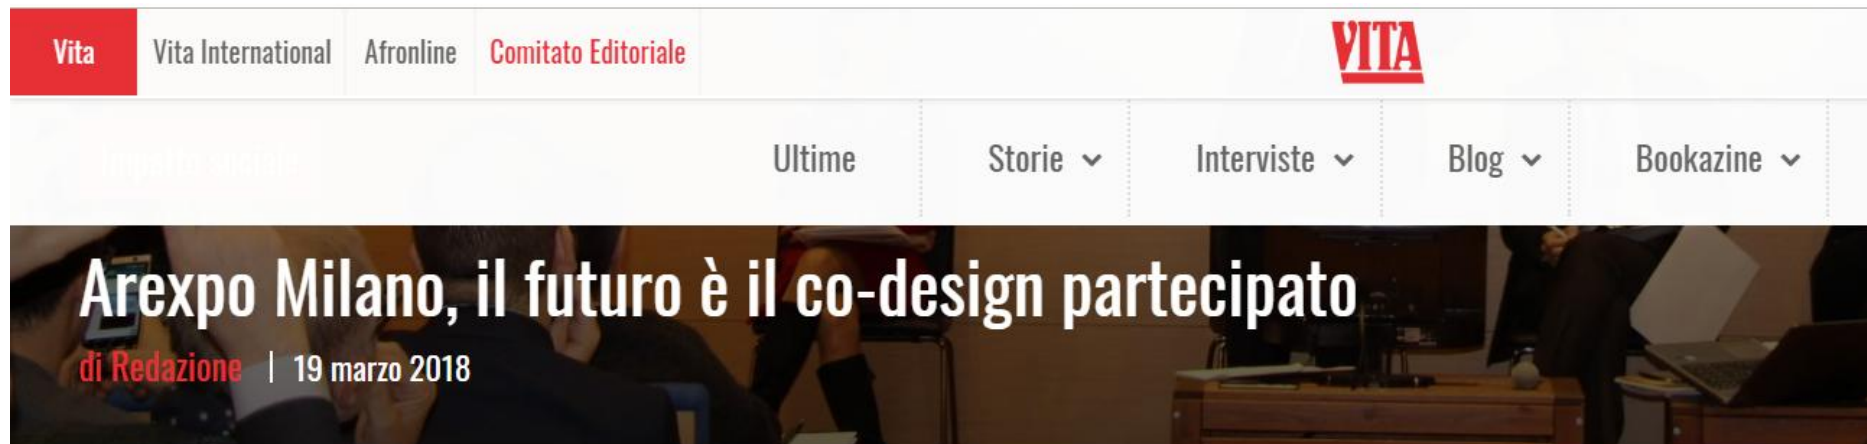 Vita Vita International Afronline Comitato Editoriale VITA
Ultime Storie Interviste Blog Bookazine
Arexpo Milano, il futuro è il co-design partecipato
di Redazione | 19 marzo 2018